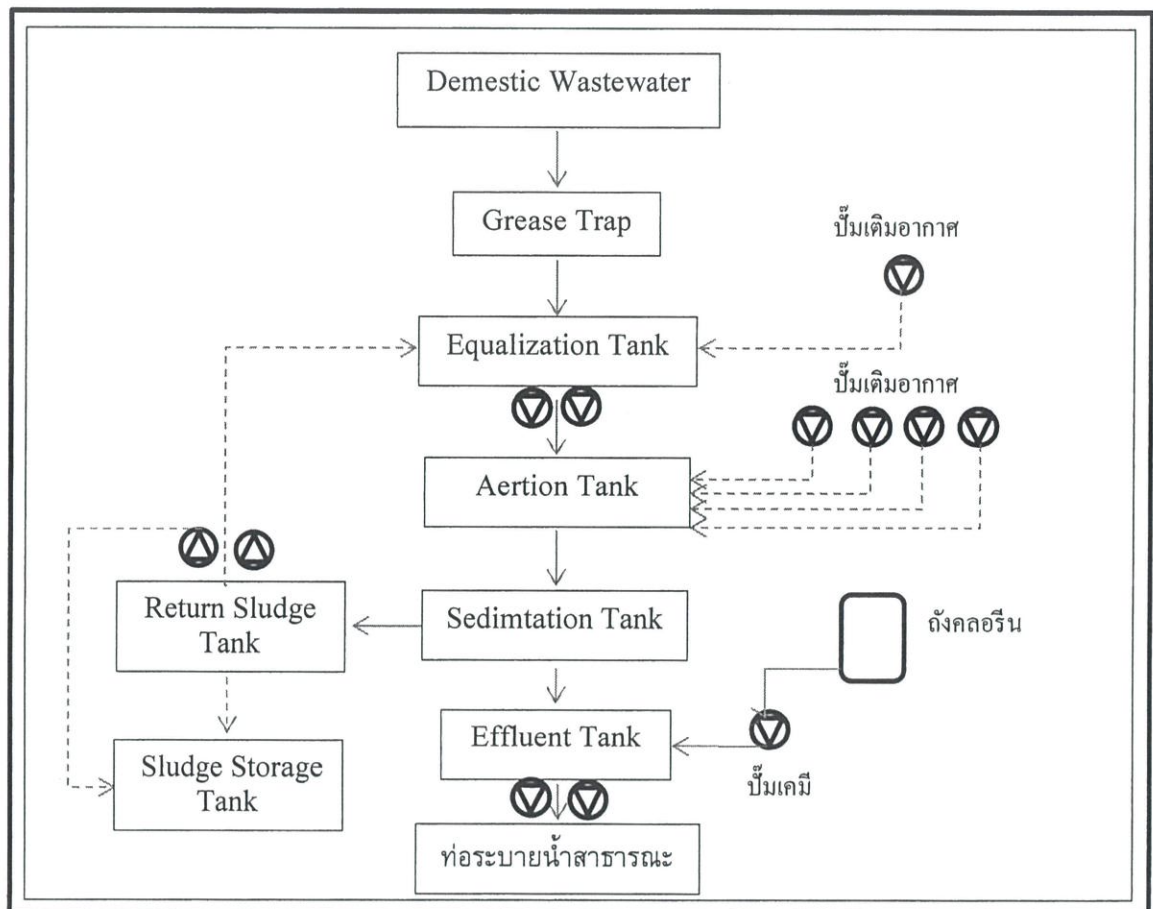 Demestic Wastewater
Grease Trap
ปั๊มเติมอากาศ
Equalization Tank
ปั๊มเติมอากาศ
Aertion Tank
Return Sludge
Tank
Sedimtation Tank
ถังคลอรีน
Effluent Tank
ปั๊มเคมี
Sludge Storage
Tank
ท่อระบายน้ำสาธารณะ